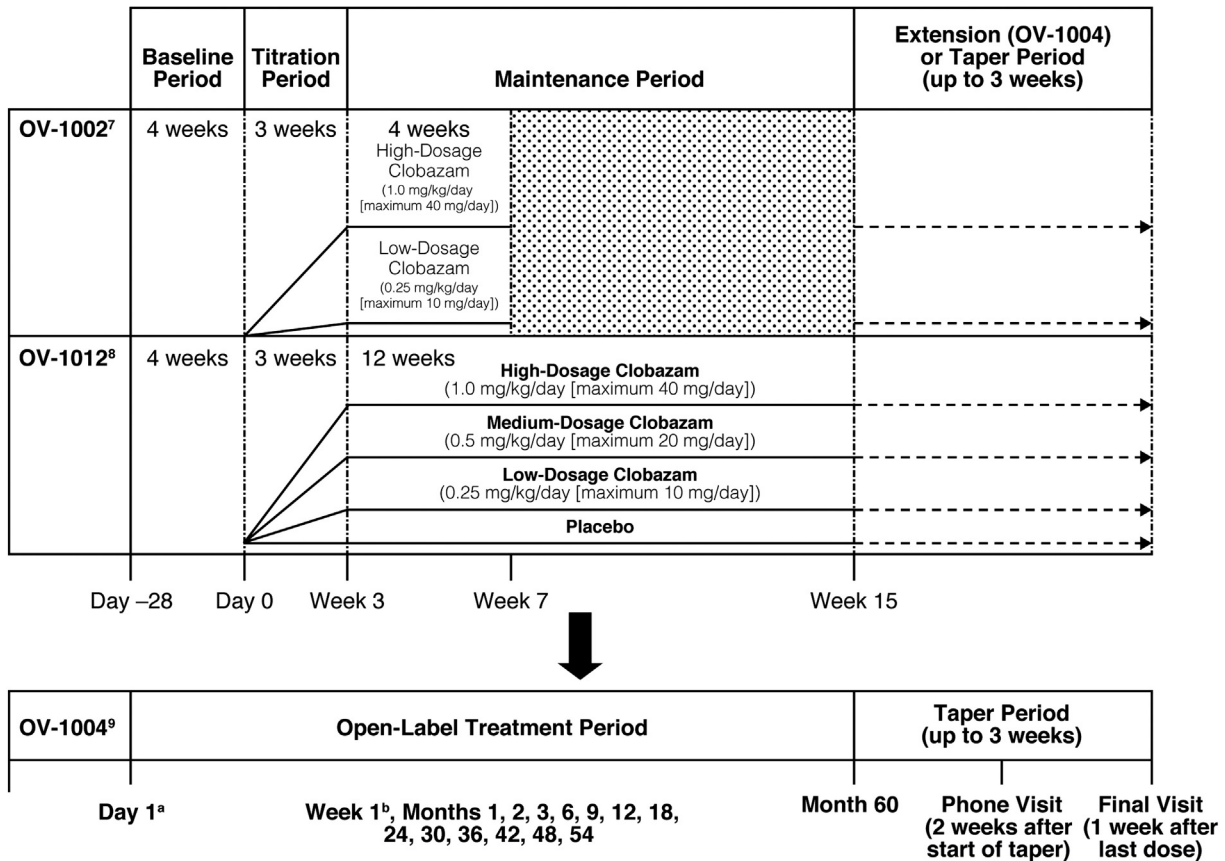 Baseline
Period
Titration
Period
Maintenance Period
Extension (OV-1004)
or Taper Period
(up to 3 weeks)
OV-1002⁷
4 weeks
3 weeks
4 weeks
High-Dosage
Clobazam
(1.0 mg/kg/day
[maximum 40 mg/day])
Low-Dosage
Clobazam
(0.25 mg/kg/day
[maximum 10 mg/day])
OV-1012⁸
4 weeks
3 weeks
12 weeks
High-Dosage Clobazam
(1.0 mg/kg/day [maximum 40 mg/day])
Medium-Dosage Clobazam
(0.5 mg/kg/day [maximum 20 mg/day])
Low-Dosage Clobazam
(0.25 mg/kg/day [maximum 10 mg/day])
Placebo
Day –28
Day 0
Week 3
Week 7
Week 15
OV-1004⁹
Open-Label Treatment Period
Taper Period
(up to 3 weeks)
Day 1ᵃ
Week 1ᵇ, Months 1, 2, 3, 6, 9, 12, 18,
24, 30, 36, 42, 48, 54
Month 60
Phone Visit
(2 weeks after
start of taper)
Final Visit
(1 week after
last dose)